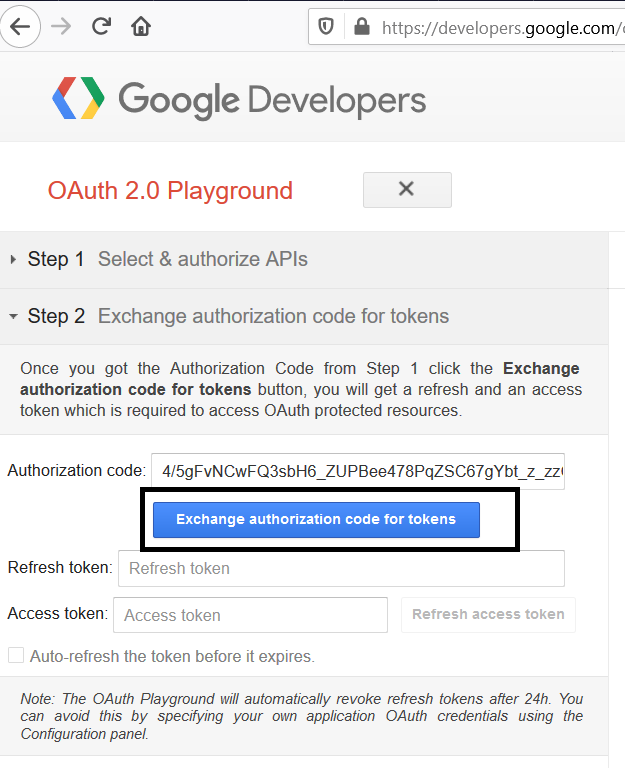 https://developers.google.com/
Google Developers
OAuth 2.0 Playground
Step 1 Select & authorize APIs
Step 2 Exchange authorization code for tokens
Once you got the Authorization Code from Step 1 click the Exchange
authorization code for tokens button, you will get a refresh and an access
token which is required to access OAuth protected resources.
Authorization code: 4/5gFvNCwFQ3sbH6_ZUPBee478PqZSC67gYbt_z_zz
Exchange authorization code for tokens
Refresh token: Refresh token
Access token: Access token Refresh access token
Auto-refresh the token before it expires.
Note: The OAuth Playground will automatically revoke refresh tokens after 24h. You
can avoid this by specifying your own application OAuth credentials using the
Configuration panel.